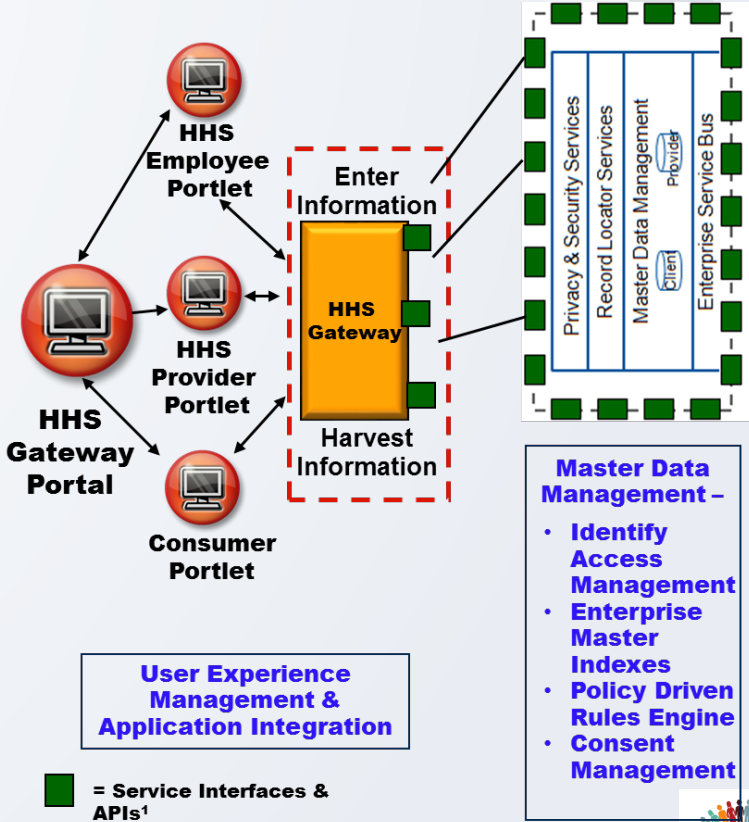 HHS
Employee
Portlet
HHS
Provider
Portlet
HHS
Gateway
Portal
Consumer
Portlet
Enter
Information
HHS
Gateway
Harvest
Information
Privacy & Security Services
Record Locator Services
Master Data Management
Client
Provider
Enterprise Service Bus
Master Data
Management –
• Identify
Access
Management
• Enterprise
Master
Indexes
• Policy Driven
Rules Engine
• Consent
Management
User Experience
Management &
Application Integration
= Service Interfaces &
APIs¹